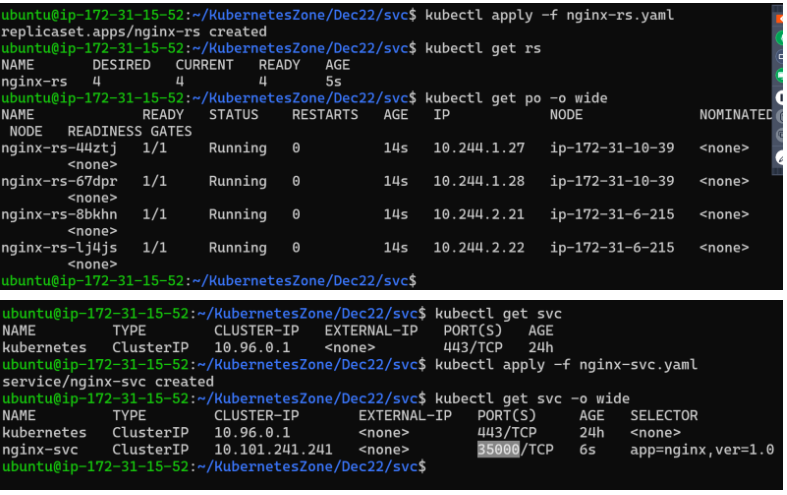 ubuntu@ip-172-31-15-52:~/KubernetesZone/Dec22/svc$ kubectl apply -f nginx-rs.yaml
replicaset.apps/nginx-rs created
ubuntu@ip-172-31-15-52:~/KubernetesZone/Dec22/svc$ kubectl get rs
NAME DESIRED CURRENT READY AGE
nginx-rs 4 4 4 5s
ubuntu@ip-172-31-15-52:~/KubernetesZone/Dec22/svc$ kubectl get po -o wide
NAME READY STATUS RESTARTS AGE IP NODE NOMINATED
NODE READINESS GATES
nginx-rs-44ztj 1/1 Running 0 14s 10.244.1.27 ip-172-31-10-39 <none>
<none>
nginx-rs-67dpr 1/1 Running 0 14s 10.244.1.28 ip-172-31-10-39 <none>
<none>
nginx-rs-8bkhn 1/1 Running 0 14s 10.244.2.21 ip-172-31-6-215 <none>
<none>
nginx-rs-lj4js 1/1 Running 0 14s 10.244.2.22 ip-172-31-6-215 <none>
<none>
ubuntu@ip-172-31-15-52:~/KubernetesZone/Dec22/svc$
ubuntu@ip-172-31-15-52:~/KubernetesZone/Dec22/svc$ kubectl get svc
NAME TYPE CLUSTER-IP EXTERNAL-IP PORT(S) AGE
kubernetes ClusterIP 10.96.0.1 <none> 443/TCP 24h
ubuntu@ip-172-31-15-52:~/KubernetesZone/Dec22/svc$ kubectl apply -f nginx-svc.yaml
service/nginx-svc created
ubuntu@ip-172-31-15-52:~/KubernetesZone/Dec22/svc$ kubectl get svc -o wide
NAME TYPE CLUSTER-IP EXTERNAL-IP PORT(S) AGE SELECTOR
kubernetes ClusterIP 10.96.0.1 <none> 443/TCP 24h <none>
nginx-svc ClusterIP 10.101.241.241 <none> 35000/TCP 6s app=nginx,ver=1.0
ubuntu@ip-172-31-15-52:~/KubernetesZone/Dec22/svc$